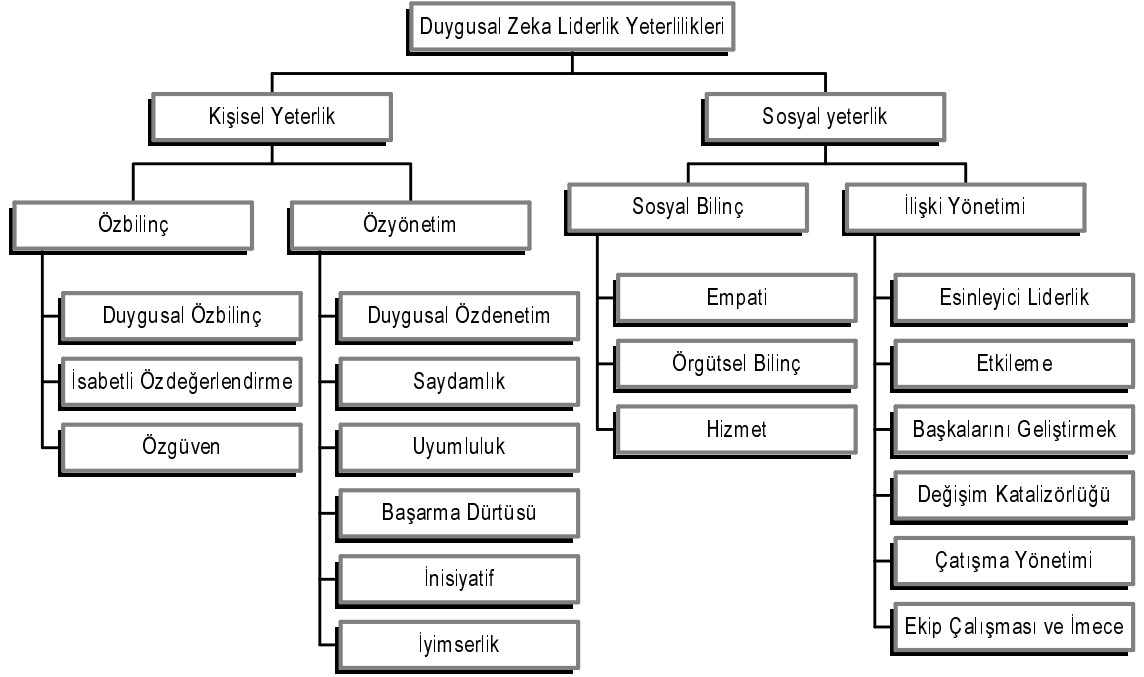 Duygusal Zeka Liderlik Yeterlilikleri
Kişisel Yeterlik
Sosyal yeterlik
Özbilinç
Özyönetim
Sosyal Bilinç
İlişki Yönetimi
Duygusal Özbilinç
İsabetli Özdeğerlendirme
Özgüven
Duygusal Özdenetim
Saydamlık
Uyumluluk
Başarma Dürtüsü
İnisiyatif
İyimserlik
Empati
Örgütsel Bilinç
Hizmet
Esinleyici Liderlik
Etkileme
Başkalarını Geliştirmek
Değişim Katalizörlüğü
Çatışma Yönetimi
Ekip Çalışması ve İmece